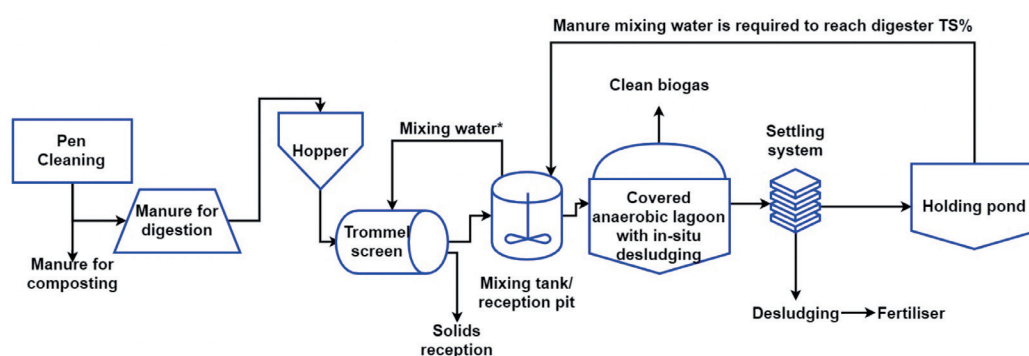 Manure mixing water is required to reach digester TS%
Clean biogas
Pen
Cleaning
Hopper
Mixing water*
Settling
system
Manure for
digestion
Trommel
screen
Covered
anaerobic lagoon
with in-situ
desludging
Holding pond
Manure for
composting
Mixing tank/
reception pit
Solids
reception
Desludging
Fertiliser